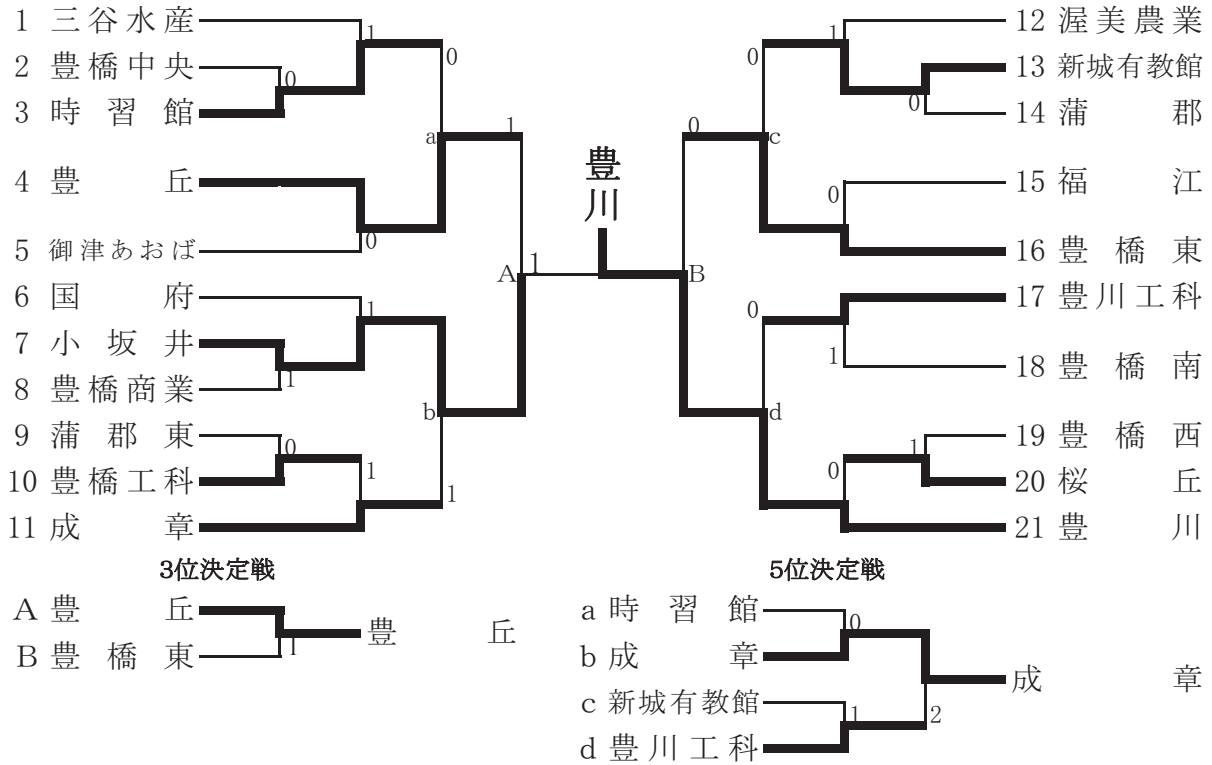 1 三谷水産
2 豊橋中央
3 時習館
4 豊丘
5 御津あおば
6 国府
7 小坂井
8 豊橋商業
9 蒲郡東
10 豊橋工科
11 成章
1
0
0
a
1
0
1
1
b
0
1
1
A
1
豊川
12 渥美農業
13 新城有教館
14 蒲郡
15 福江
16 豊橋東
17 豊川工科
18 豊橋南
19 豊橋西
20 桜丘
21 豊川
1
0
0
0
c
0
B
0
1
d
1
0
3位決定戦
A 豊丘
B 豊橋東
1
豊丘
5位決定戦
a 時習館
b 成章
c 新城有教館
d 豊川工科
0
1
2
成章